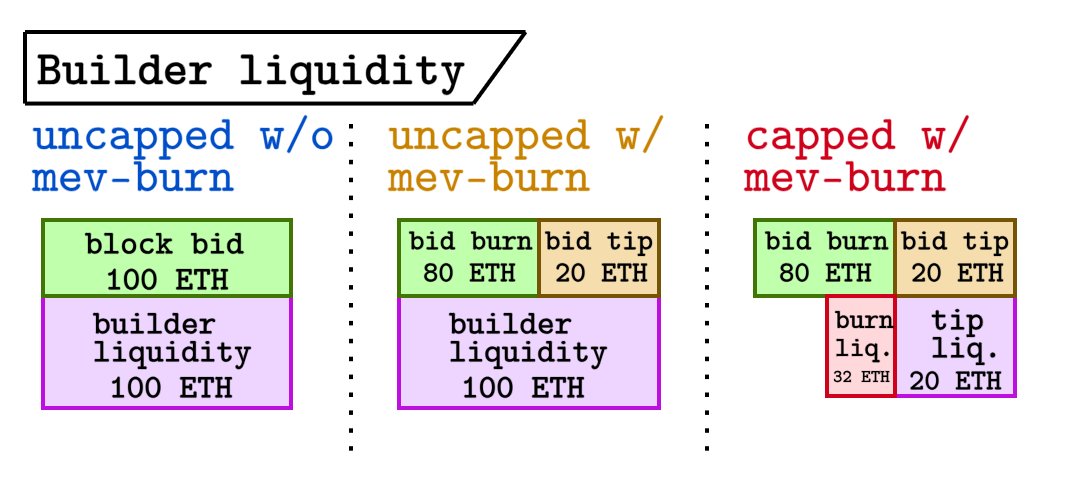 Builder liquidity
uncapped w/o
mev-burn
block bid
100 ETH
builder
liquidity
100 ETH
uncapped w/
mev-burn
bid burn
80 ETH
bid tip
20 ETH
builder
liquidity
100 ETH
capped w/
mev-burn
bid burn
80 ETH
bid tip
20 ETH
burn
liq.
32 ETH
tip
liq.
20 ETH